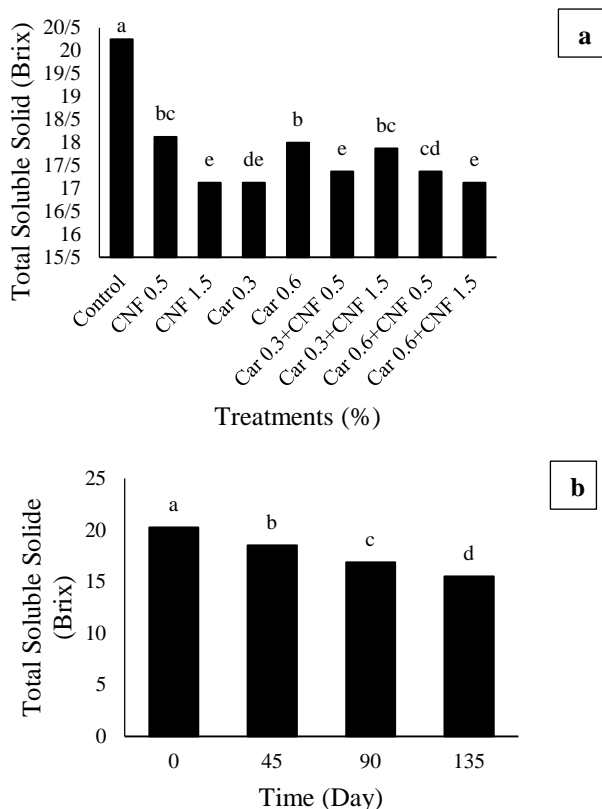 a
Total Soluble Solid (Brix)
20/5
20
19/5
19
18/5
18
17/5
17
16/5
16
15/5
a
bc
e
de
b
e
bc
cd
e
Control
CNF 0.5
CNF 1.5
Car 0.3
Car 0.6
Car 0.3+CNF 0.5
Car 0.3+CNF 1.5
Car 0.6+CNF 0.5
Car 0.6+CNF 1.5
Treatments (%)
b
Total Soluble Solide
(Brix)
25
20
15
10
5
0
a
b
c
d
0 45 90 135
Time (Day)